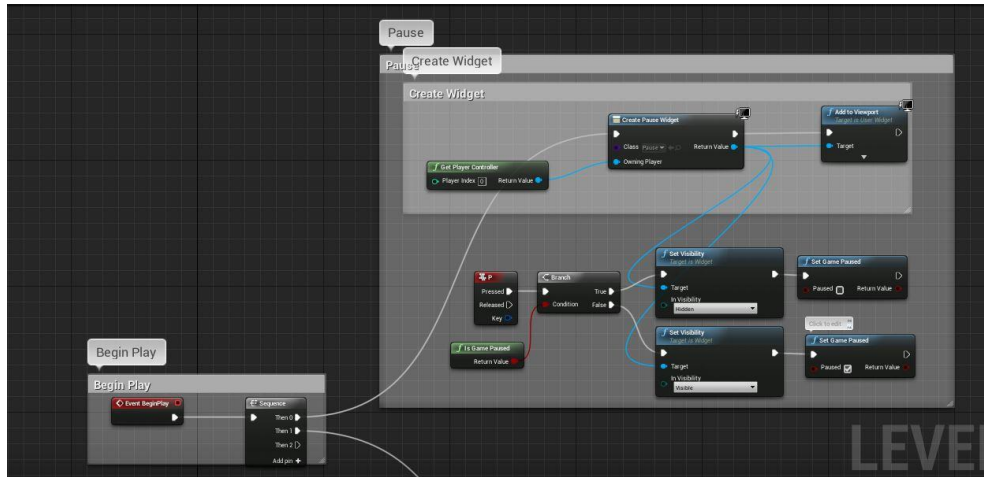 Pause
Pause
Create Widget
Create Widget
Create Pause Widget
Class Pause Return Value
Owning Player
Add to Viewport
Target is User Widget
Target
Get Player Controller
Player Index 0 Return Value
P
Pressed
Released
Key
Branch
True
Condition False
Is Game Paused
Return Value
Set Visibility
Target is Widget
Target
In Visibility
Hidden
Set Game Paused
Paused Return Value
Set Visibility
Target is Widget
Target
In Visibility
Visible
Click to edit
Set Game Paused
Paused Return Value
Begin Play
Begin Play
Event BeginPlay
Sequence
Then 0
Then 1
Then 2
Add pin
LEVE